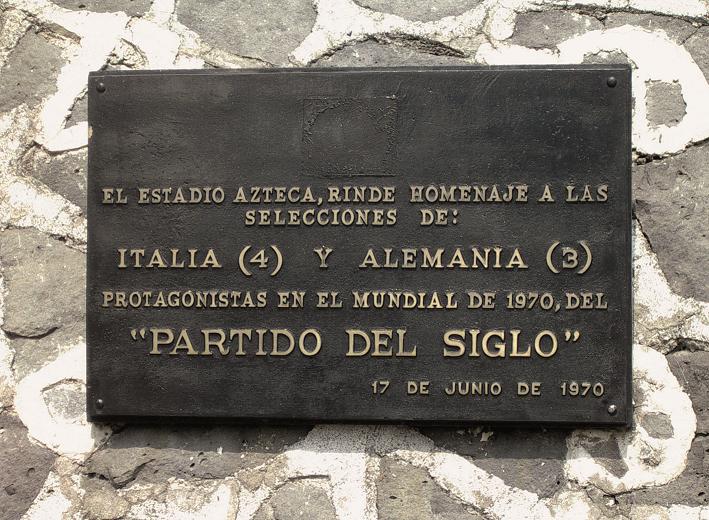 EL ESTADIO AZTECA, RINDE HOMENAJE A LAS
SELECCIONES DE:
ITALIA (4) Y ALEMANIA (3)
PROTAGONISTAS EN EL MUNDIAL DE 1970, DEL
"PARTIDO DEL SIGLO"
17 DE JUNIO DE 1970